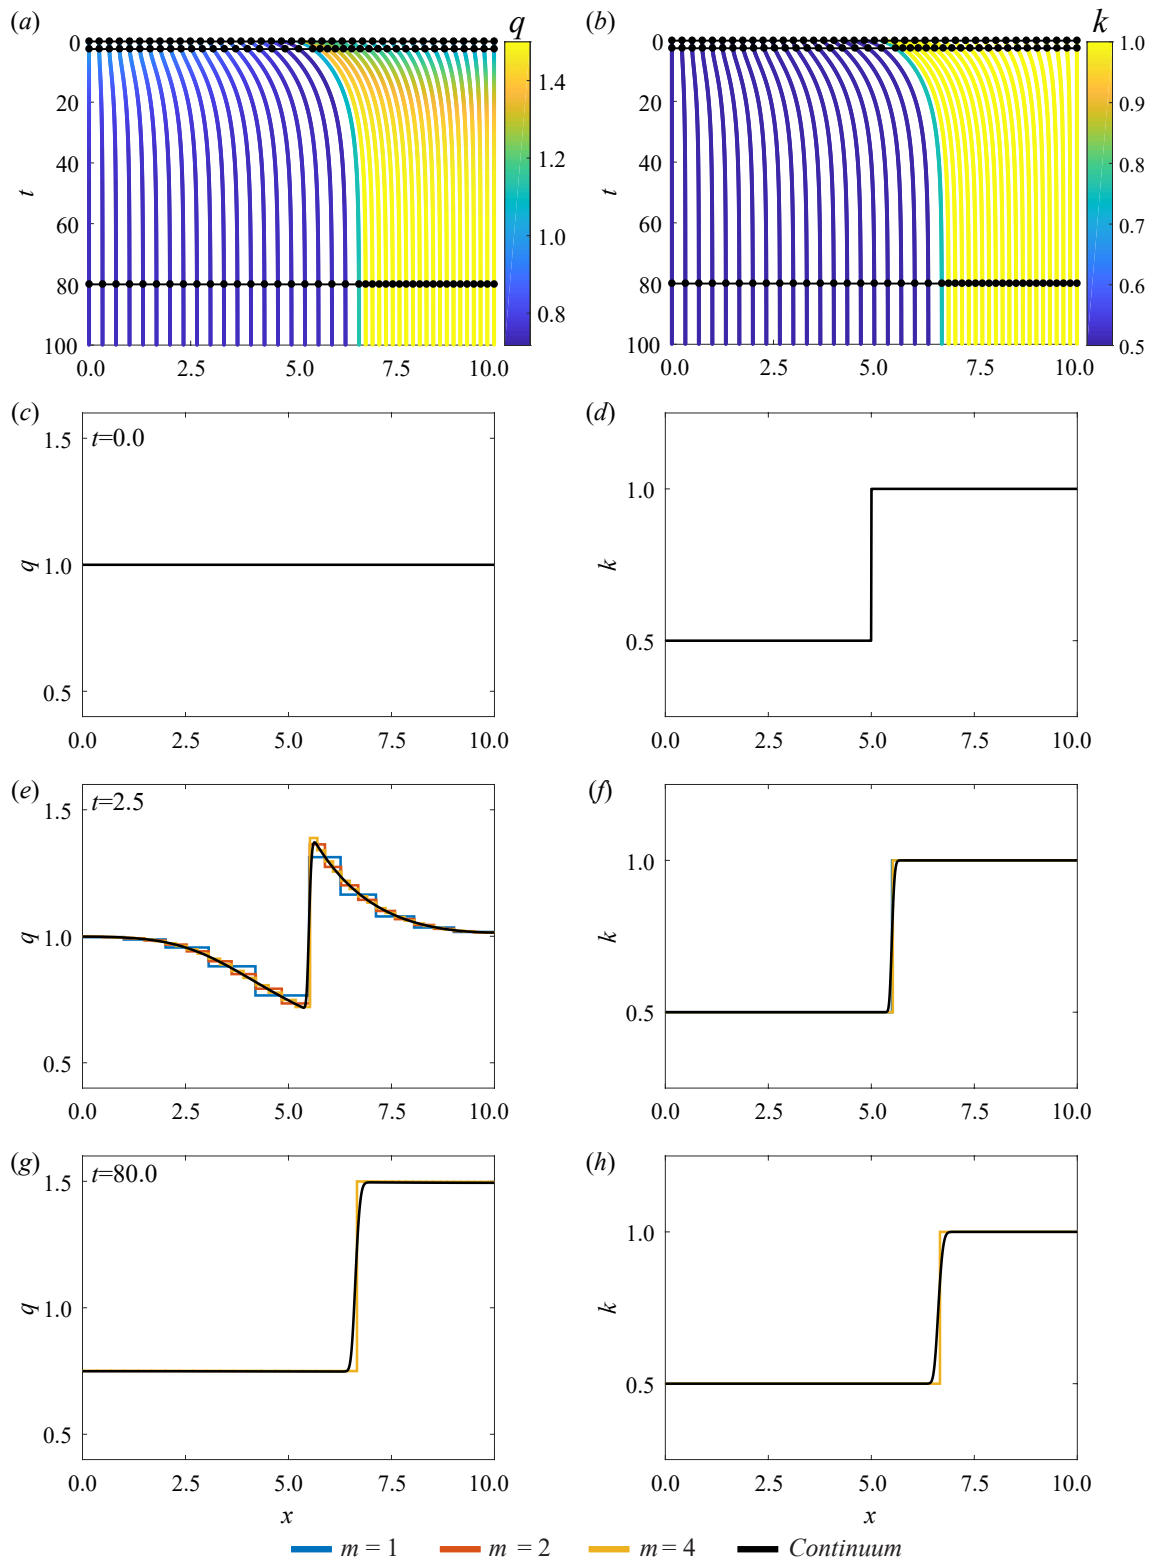 (a) q (b) k
0 0 1.0
1.4
20 20 0.9
1.2
40 40 0.8
t t
60 1.0 60 0.7
80 80 0.6
0.8
100 100 0.5
0.0 2.5 5.0 7.5 10.0 0.0 2.5 5.0 7.5 10.0
(c) (d)
t=0.0
1.5
1.0
q 1.0 k
0.5
0.5
0.0 2.5 5.0 7.5 10.0 0.0 2.5 5.0 7.5 10.0
(e) (f)
t=2.5
1.5
1.0
q 1.0 k
0.5
0.5
0.0 2.5 5.0 7.5 10.0 0.0 2.5 5.0 7.5 10.0
(g) (h)
t=80.0
1.5
1.0
q 1.0 k
0.5
0.5
0.0 2.5 5.0 7.5 10.0 0.0 2.5 5.0 7.5 10.0
x x
m = 1 m = 2 m = 4 Continuum